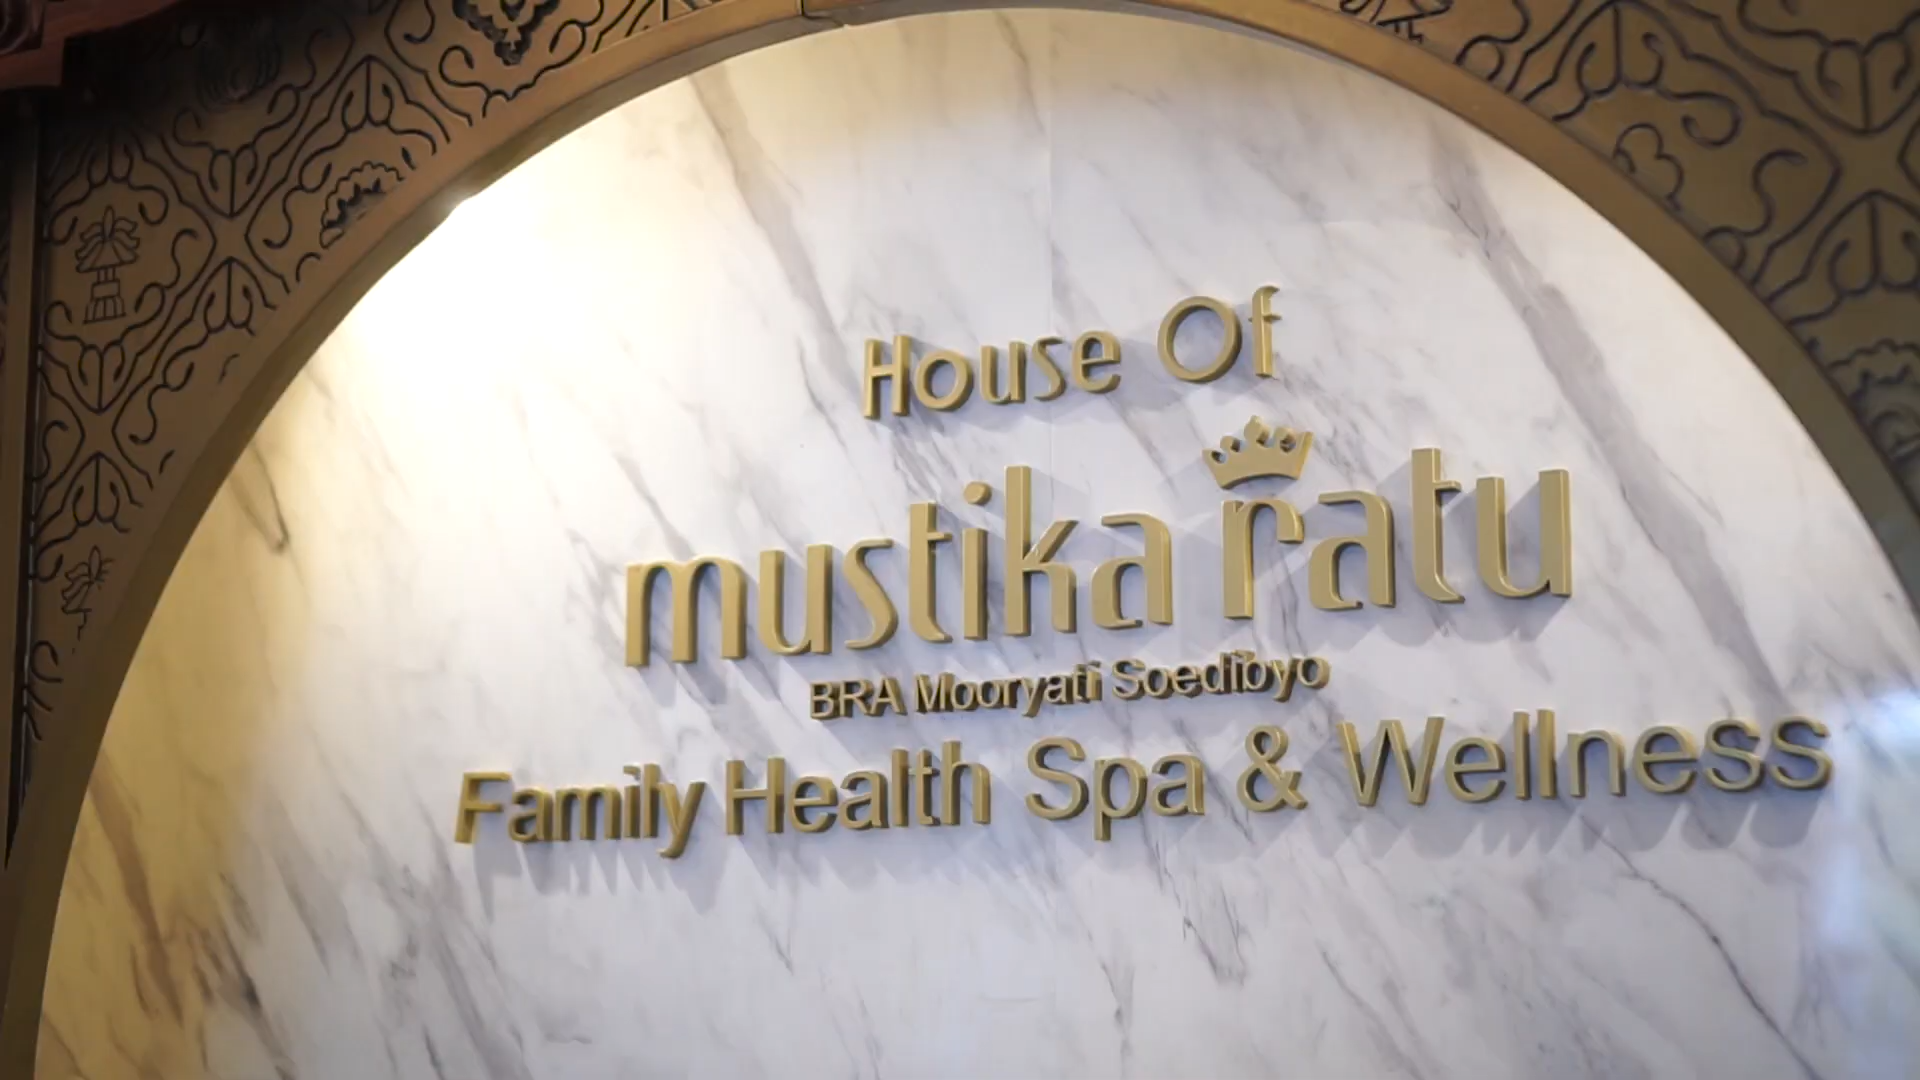 House Of
mustika ratu
BRA Mooryati Soedibyo
Family Health Spa & Wellness